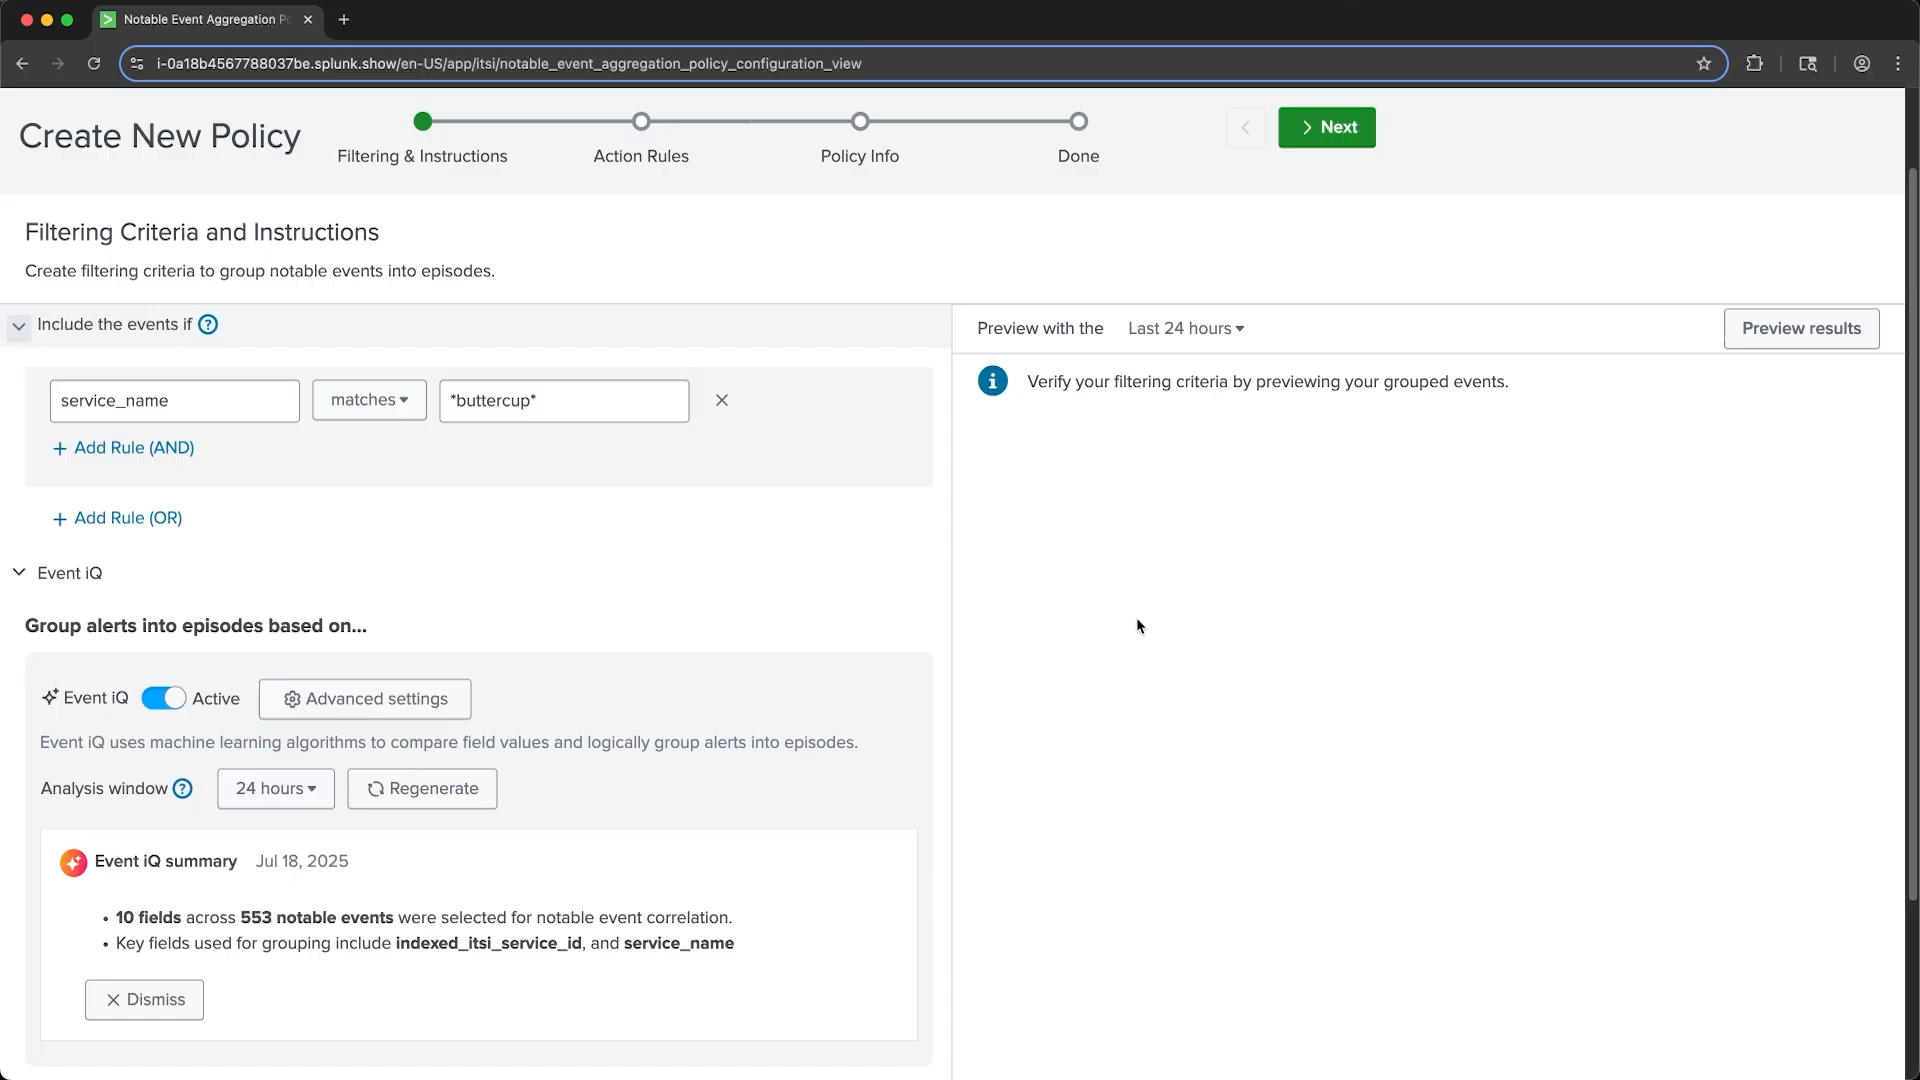 Notable Event Aggregation P
i-0a18b4567788037be.splunk.show/en-US/app/itsi/notable_event_aggregation_policy_configuration_view
Create New Policy
Filtering & Instructions
Action Rules
Policy Info
Done
Next
Filtering Criteria and Instructions
Create filtering criteria to group notable events into episodes.
Include the events if ?
Preview with the Last 24 hours
Preview results
Verify your filtering criteria by previewing your grouped events.
service_name matches *buttercup*
+ Add Rule (AND)
+ Add Rule (OR)
Event iQ
Group alerts into episodes based on...
Event iQ Active Advanced settings
Event iQ uses machine learning algorithms to compare field values and logically group alerts into episodes.
Analysis window ? 24 hours Regenerate
Event iQ summary Jul 18, 2025
• 10 fields across 553 notable events were selected for notable event correlation.
• Key fields used for grouping include indexed_itsi_service_id, and service_name
Dismiss